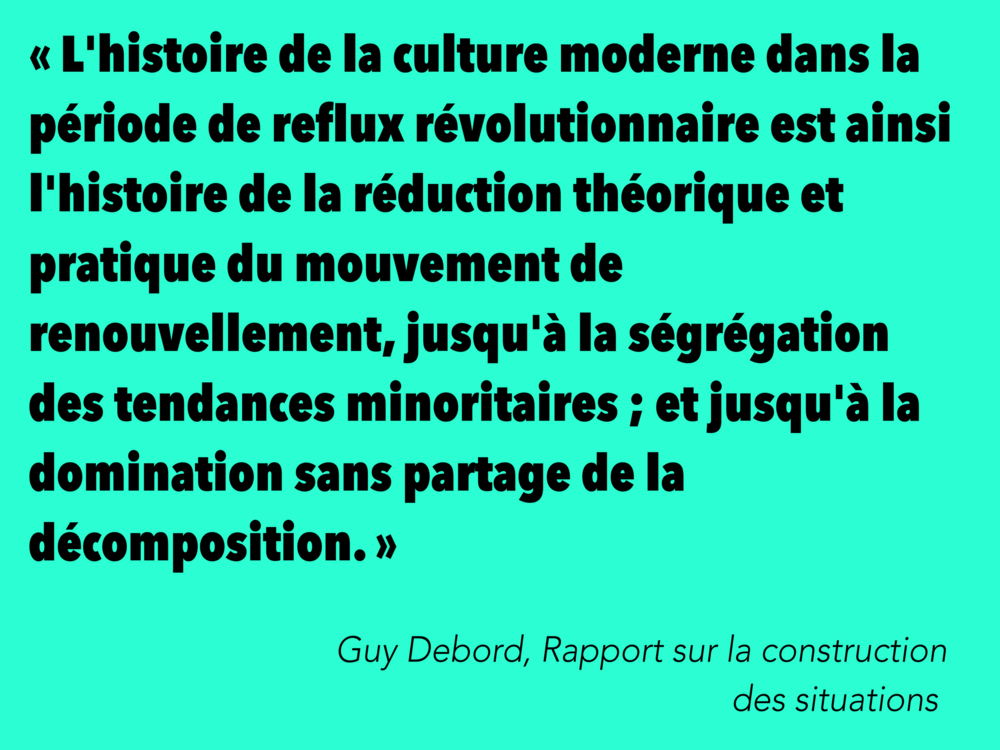 « L'histoire de la culture moderne dans la
période de reflux révolutionnaire est ainsi
l'histoire de la réduction théorique et
pratique du mouvement de
renouvellement, jusqu'à la ségrégation
des tendances minoritaires ; et jusqu'à la
domination sans partage de la
décomposition. »
Guy Debord, Rapport sur la construction
des situations